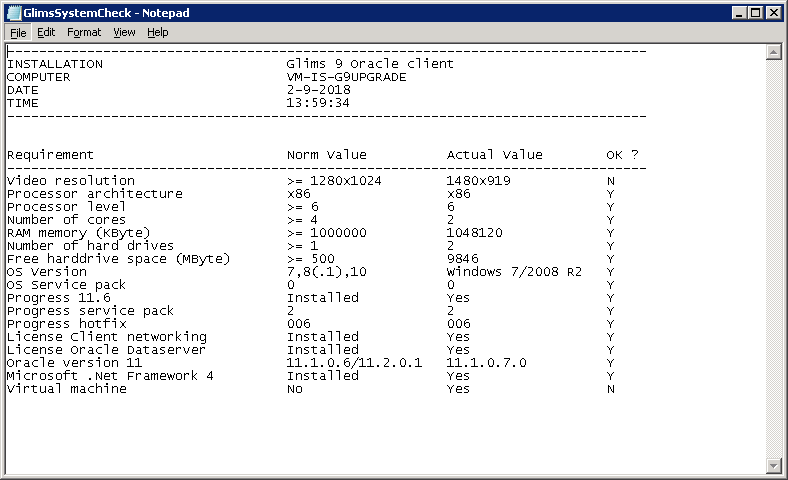 GlimsSystemCheck - Notepad
File Edit Format View Help
--------------------------------------------------------------------------------
INSTALLATION                       Glims 9 Oracle client
COMPUTER                           VM-IS-G9UPGRADE
DATE                               2-9-2018
TIME                               13:59:34
--------------------------------------------------------------------------------
Requirement                        Norm Value          Actual Value        OK ?
--------------------------------------------------------------------------------
Video resolution                   >= 1280x1024        1480x919            N
Processor architecture             x86                 x86                 Y
Processor level                    >= 6                6                   Y
Number of cores                    >= 4                2                   Y
RAM memory (KByte)                 >= 1000000          1048120             Y
Number of hard drives              >= 1                2                   Y
Free harddrive space (MByte)       >= 500              9846                Y
OS Version                         7,8(.1),10          Windows 7/2008 R2   Y
OS Service pack                    0                   0                   Y
Progress 11.6                      Installed           Yes                 Y
Progress service pack              2                   2                   Y
Progress hotfix                    006                 006                 Y
License Client networking          Installed           Yes                 Y
License Oracle Dataserver          Installed           Yes                 Y
Oracle version 11                  11.1.0.6/11.2.0.1   11.1.0.7.0          Y
Microsoft .Net Framework 4         Installed           Yes                 Y
Virtual machine                    No                  Yes                 N